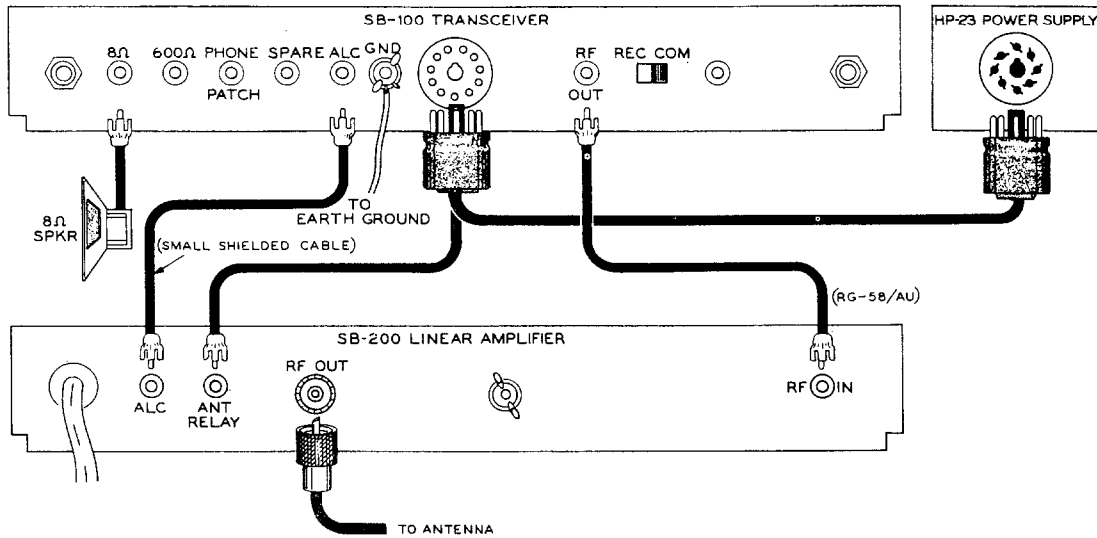 SB-100 TRANSCEIVER
HP-23 POWER SUPPLY
8Ω
600Ω
PHONE
PATCH
SPARE
ALC
GND
RF
OUT
REC COM
TO
EARTH GROUND
8Ω
SPKR
(SMALL SHIELDED CABLE)
(RG-58/AU)
SB-200 LINEAR AMPLIFIER
ALC
ANT
RELAY
RF OUT
RF IN
TO ANTENNA